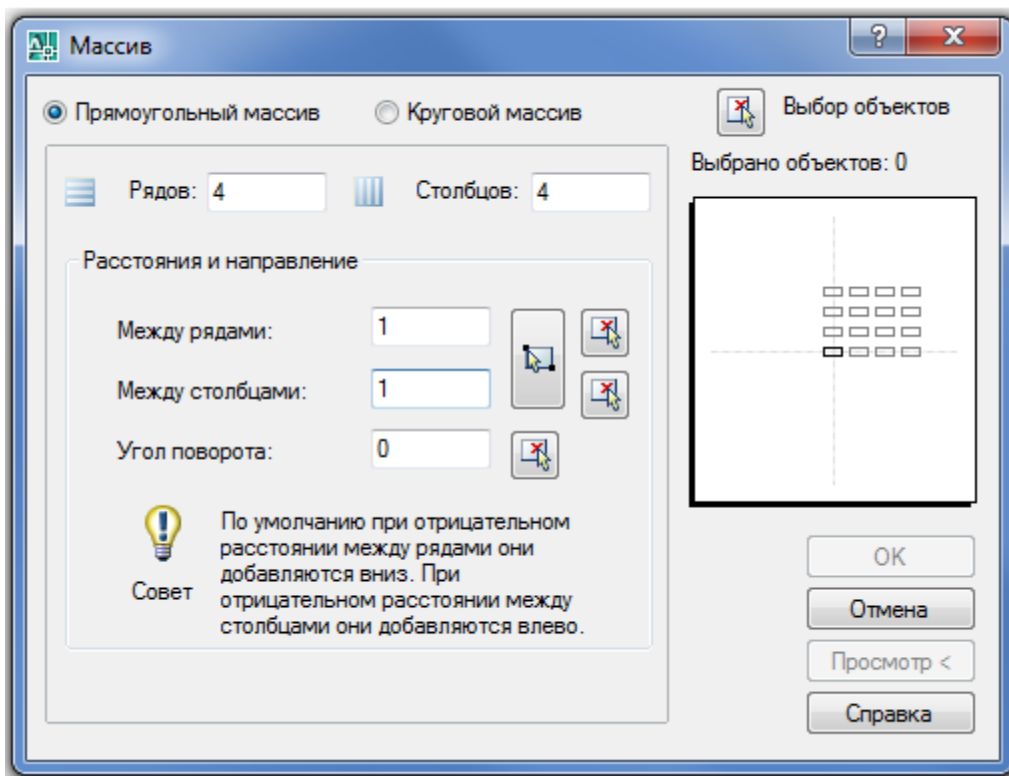 Массив
Прямоугольный массив
Круговой массив
Выбор объектов
Выбрано объектов: 0
Рядов: 4
Столбцов: 4
Расстояния и направление
Между рядами: 1
Между столбцами: 1
Угол поворота: 0
Совет
По умолчанию при отрицательном
расстоянии между рядами они
добавляются вниз. При
отрицательном расстоянии между
столбцами они добавляются влево.
OK
Отмена
Просмотр <
Справка